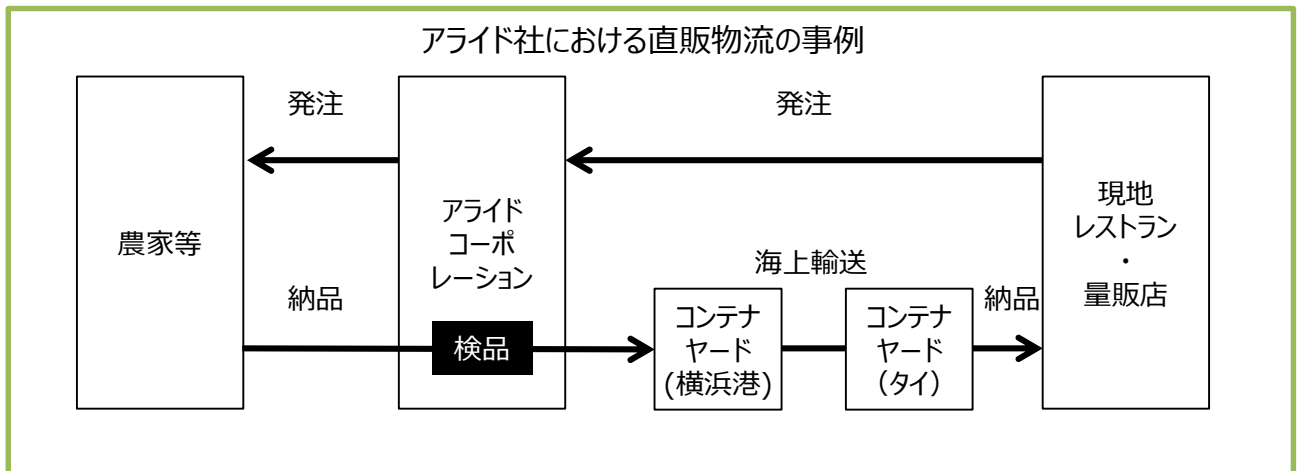 アライド社における直販物流の事例
発注
発注
農家等
アライド
コーポ
レーション
現地
レストラン
・
量販店
納品
海上輸送
納品
検品
コンテナ
ヤード
(横浜港)
コンテナ
ヤード
（タイ）